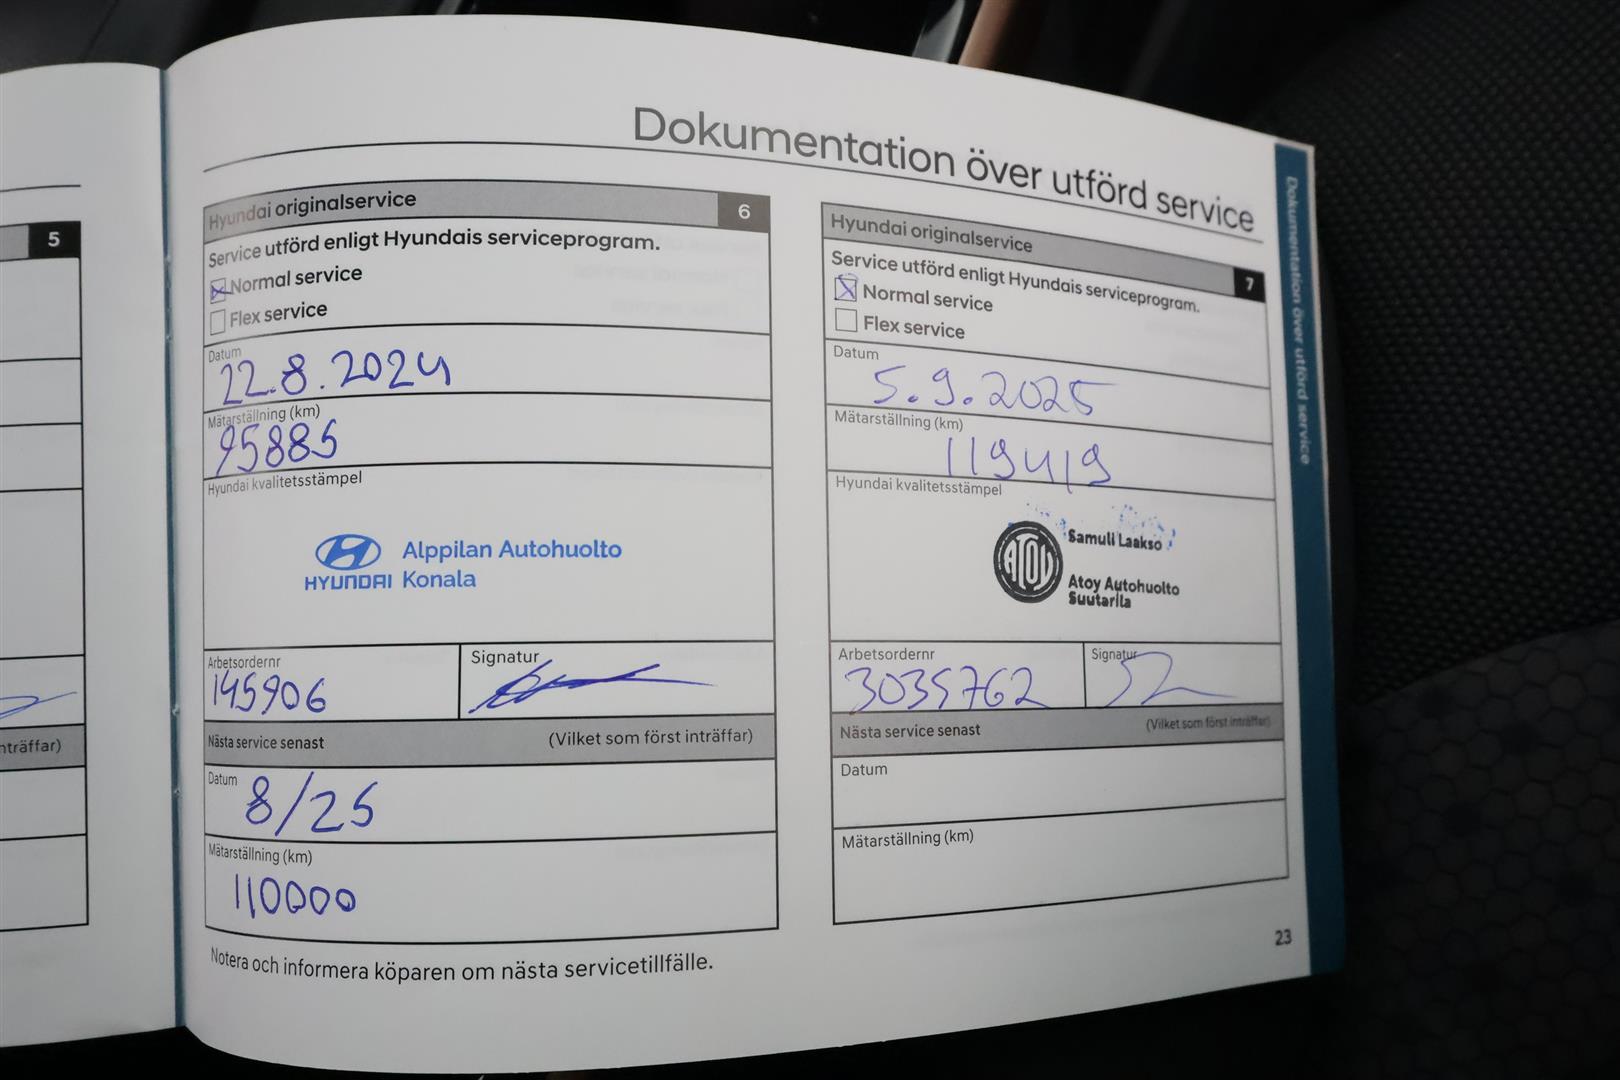 Dokumentation över utförd service
Dokumentation över utförd service
5
nträffar)
Hyundai originalservice 6
Service utförd enligt Hyundais serviceprogram.
Normal service
Flex service
Datum
22.8.2024
Mätarställning (km)
95885
Hyundai kvalitetsstämpel
HYUNDAI
Alppilan Autohuolto
Konala
Arbetsordernr
145906
Signatur
Nästa service senast (Vilket som först inträffar)
Datum
8/25
Mätarställning (km)
110000
Notera och informera köparen om nästa servicetillfälle.
Hyundai originalservice 7
Service utförd enligt Hyundais serviceprogram.
Normal service
Flex service
Datum
5.9.2025
Mätarställning (km)
119419
Hyundai kvalitetsstämpel
ATOY
Samuli Laakso
Atoy Autohuolto
Suutarila
Arbetsordernr
3035762
Signatur
Nästa service senast (Vilket som först inträffar)
Datum
Mätarställning (km)
23